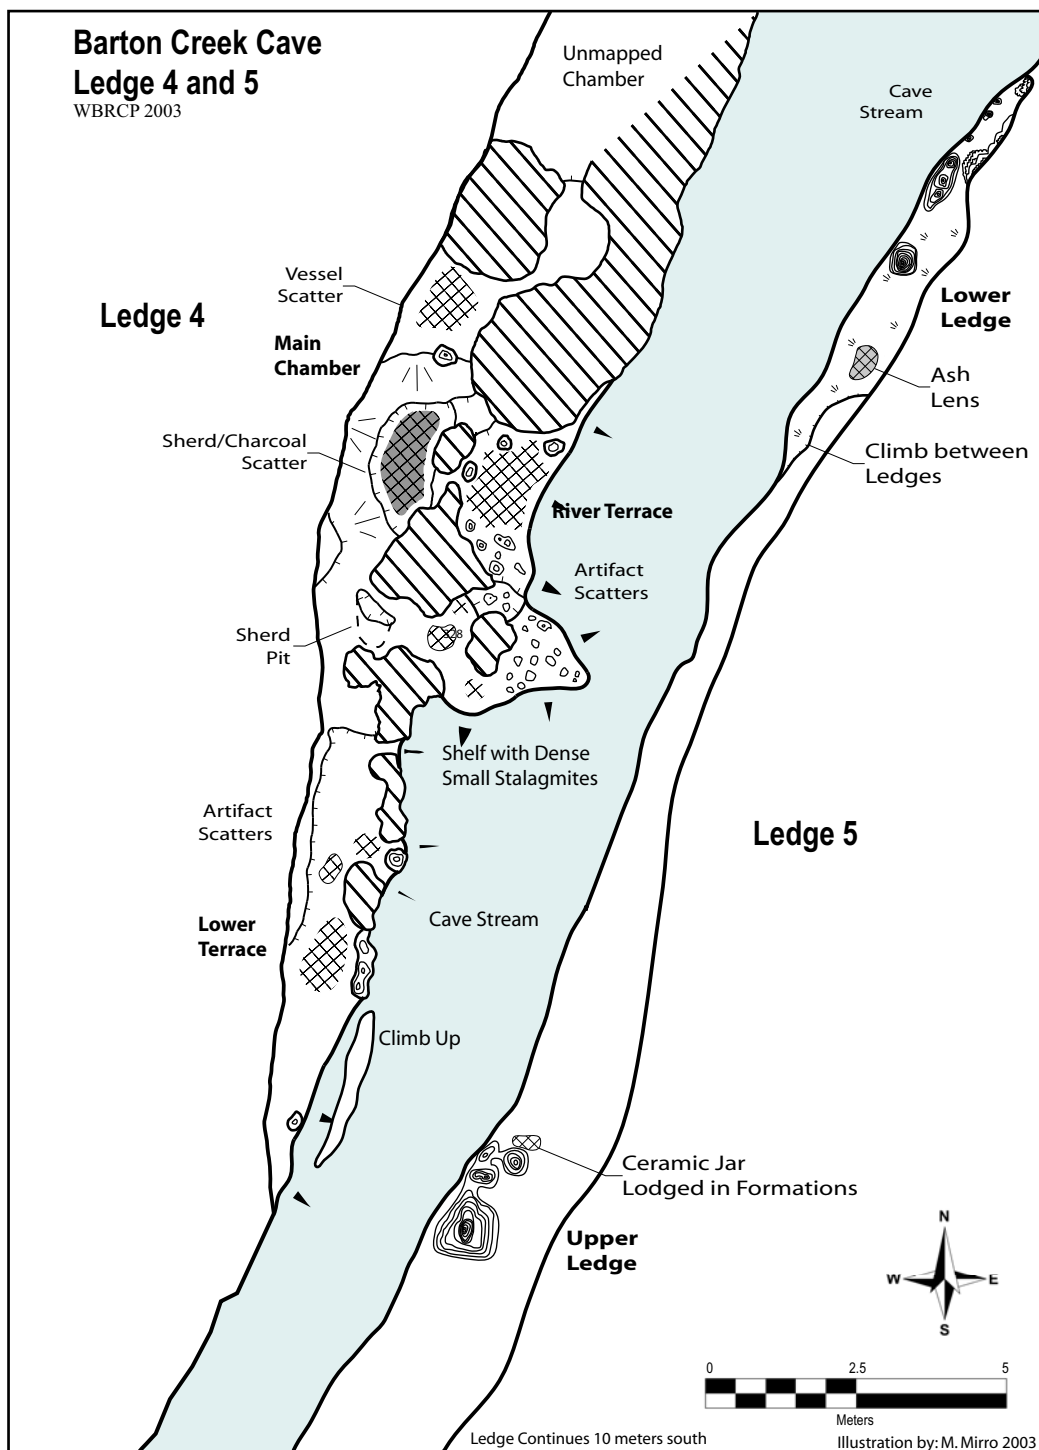 Barton Creek Cave
Ledge 4 and 5
WBRCP 2003
Unmapped
Chamber
Cave
Stream
Vessel
Scatter
Ledge 4
Main
Chamber
Lower
Ledge
Ash
Lens
Sherd/Charcoal
Scatter
Climb between
Ledges
River Terrace
Artifact
Scatters
Sherd
Pit
328
Shelf with Dense
Small Stalagmites
Artifact
Scatters
Ledge 5
Cave Stream
Lower
Terrace
Climb Up
Ceramic Jar
Lodged in Formations
Upper
Ledge
N
W
E
S
0
2.5
5
Meters
Ledge Continues 10 meters south
Illustration by: M. Mirro 2003